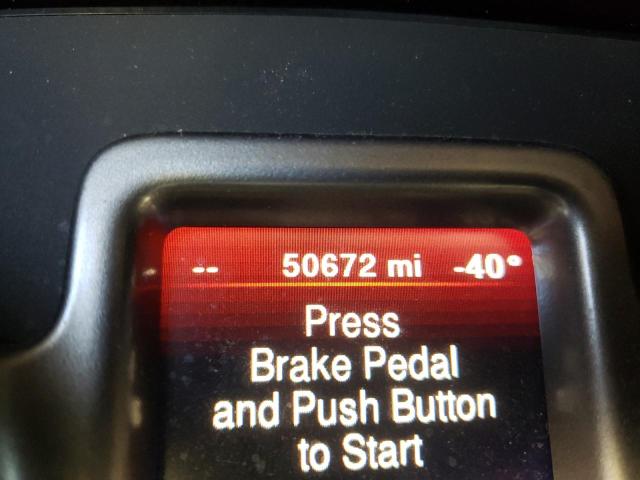 -- 50672 mi -40°
Press
Brake Pedal
and Push Button
to Start